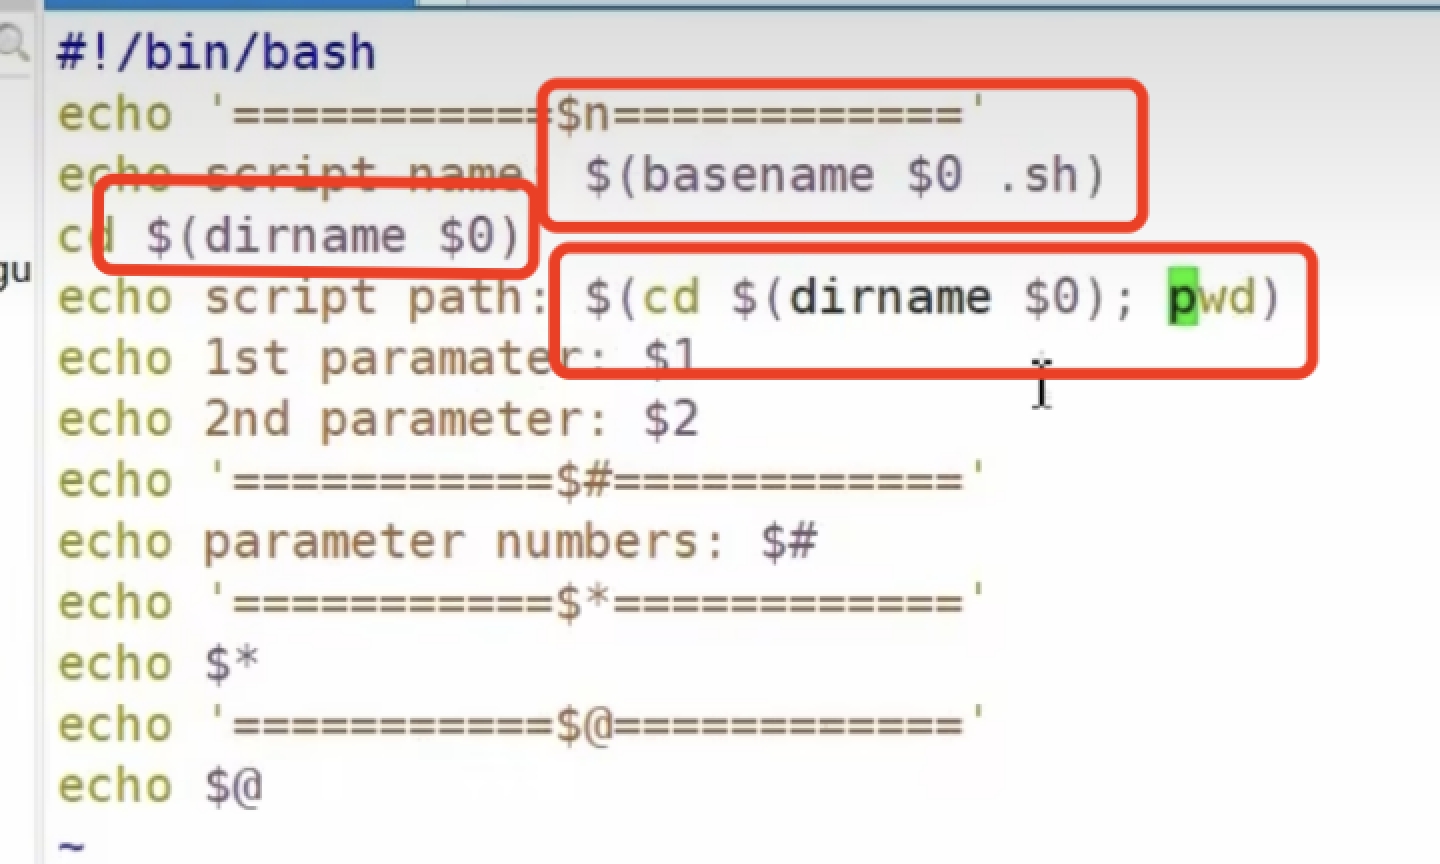 #!/bin/bash
echo '===========$n============'
echo script name: $(basename $0 .sh)
cd $(dirname $0)
gu
echo script path: $(cd $(dirname $0); pwd)
echo 1st paramater: $1
echo 2nd parameter: $2
echo '===========$#============'
echo parameter numbers: $#
echo '===========$*============'
echo $*
echo '===========$@============'
echo $@
~